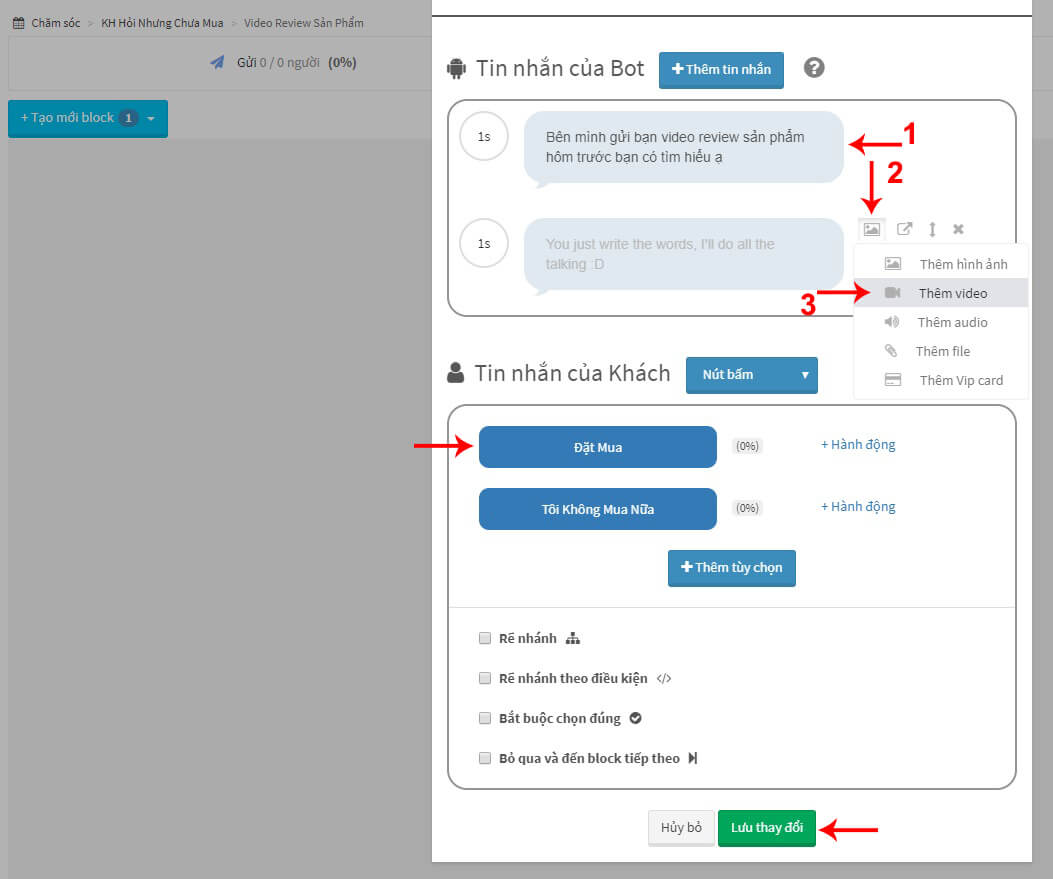 Chăm sóc > KH Hỏi Nhưng Chưa Mua > Video Review Sản Phẩm
Gửi 0 / 0 người (0%)
+ Tạo mới block 1
Tin nhắn của Bot
Thêm tin nhắn
?
1s
Bên mình gửi bạn video review sản phẩm
hôm trước bạn có tìm hiểu ạ
1
2
1s
You just write the words, I'll do all the
talking :D
Thêm hình ảnh
3
Thêm video
Thêm audio
Thêm file
Thêm Vip card
Tin nhắn của Khách
Nút bấm
Đặt Mua
(0%)
+ Hành động
Tôi Không Mua Nữa
(0%)
+ Hành động
Thêm tùy chọn
Rẽ nhánh
Rẽ nhánh theo điều kiện </>
Bắt buộc chọn đúng
Bỏ qua và đến block tiếp theo
Hủy bỏ
Lưu thay đổi